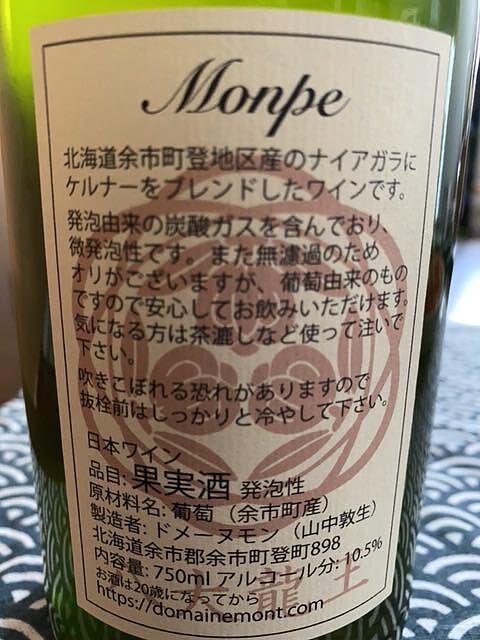 Monpe
北海道余市町登地区産のナイアガラに
ケルナーをブレンドしたワインです。
発泡由来の炭酸ガスを含んでおり、
微発泡性です。また無濾過のため
オリがございますが、葡萄由来のもの
ですので安心してお飲みいただけます。
気になる方は茶漉しなど使って注いで
下さい。
吹きこぼれる恐れがありますので
抜栓前はしっかりと冷やして下さい。
日本ワイン
品目: 果実酒 発泡性
原材料名: 葡萄（余市町産）
製造者: ドメーヌモン（山中敦生）
北海道余市郡余市町登町898
内容量: 750ml アルコール分: 10.5%
お酒は20歳になってから
https://domainemont.com